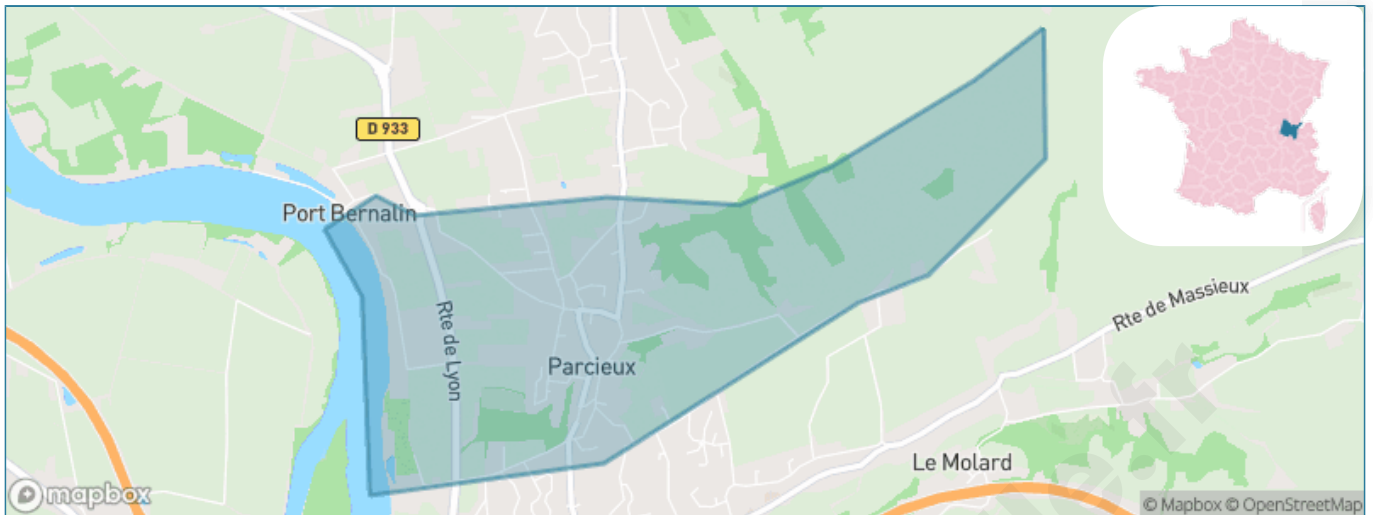 D 933
Port Bernalin
Rte de Lyon
Rte de Massieux
Parcieux
Le Molard
mapbox
© Mapbox © OpenStreetMap